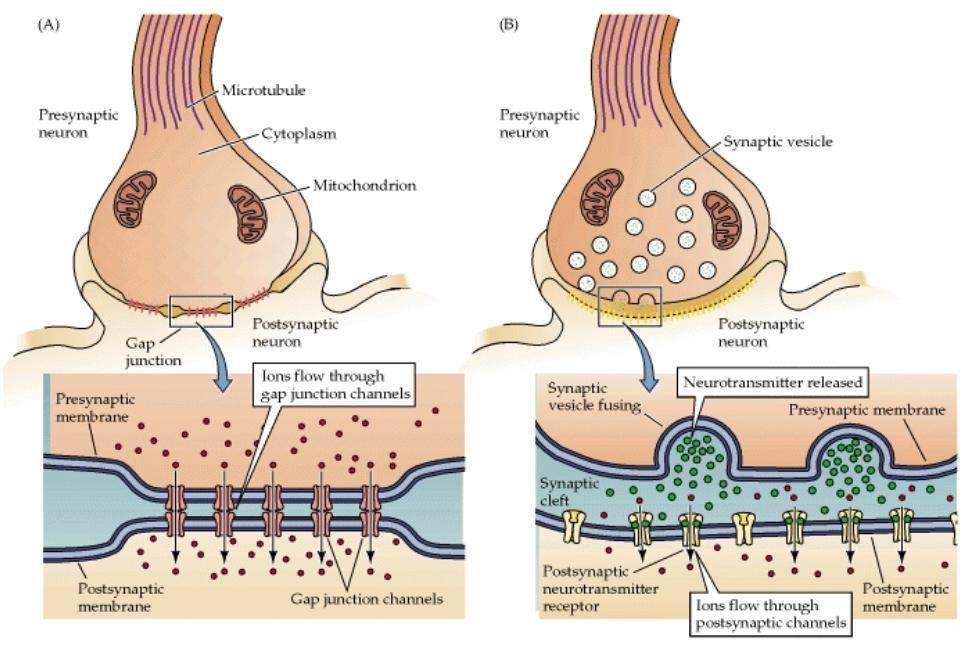 (A)
Presynaptic
neuron
Microtubule
Cytoplasm
Mitochondrion
Gap
junction
Postsynaptic
neuron
Ions flow through
gap junction channels
Presynaptic
membrane
Postsynaptic
membrane
Gap junction channels
(B)
Presynaptic
neuron
Synaptic vesicle
Postsynaptic
neuron
Synaptic
vesicle fusing
Neurotransmitter released
Presynaptic membrane
Synaptic
cleft
Postsynaptic
neurotransmitter
receptor
Ions flow through
postsynaptic channels
Postsynaptic
membrane